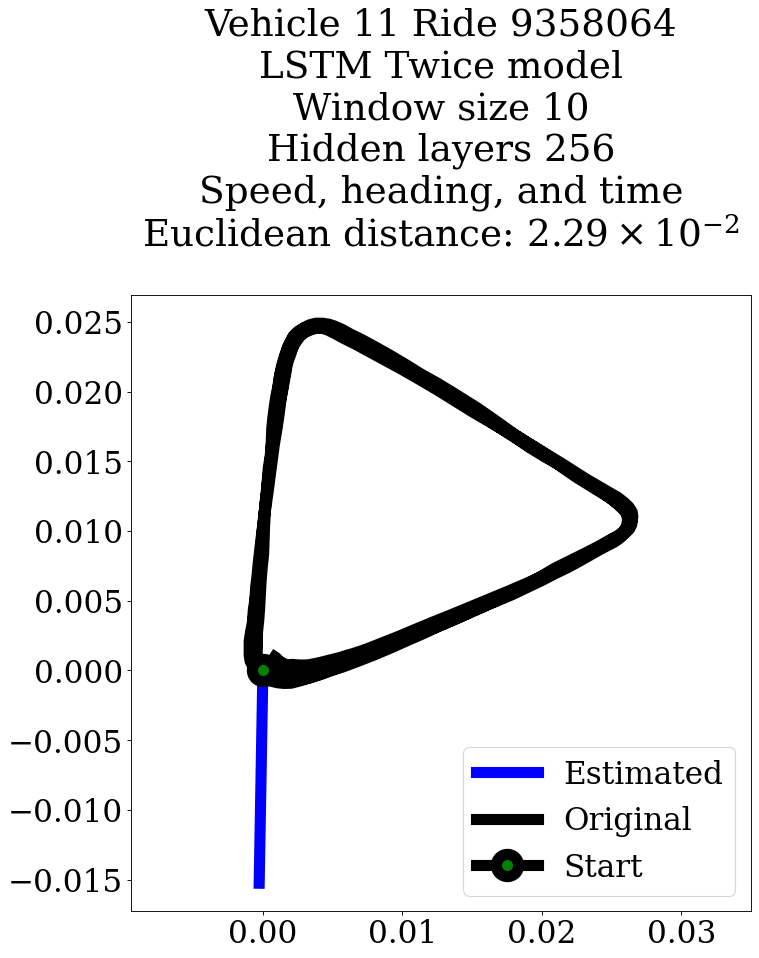 Vehicle 11 Ride 9358064
LSTM Twice model
Window size 10
Hidden layers 256
Speed, heading, and time
Euclidean distance: 2.29 × 10⁻²
0.025
0.020
0.015
0.010
0.005
0.000
−0.005
−0.010
−0.015
Estimated
Original
Start
0.00 0.01 0.02 0.03